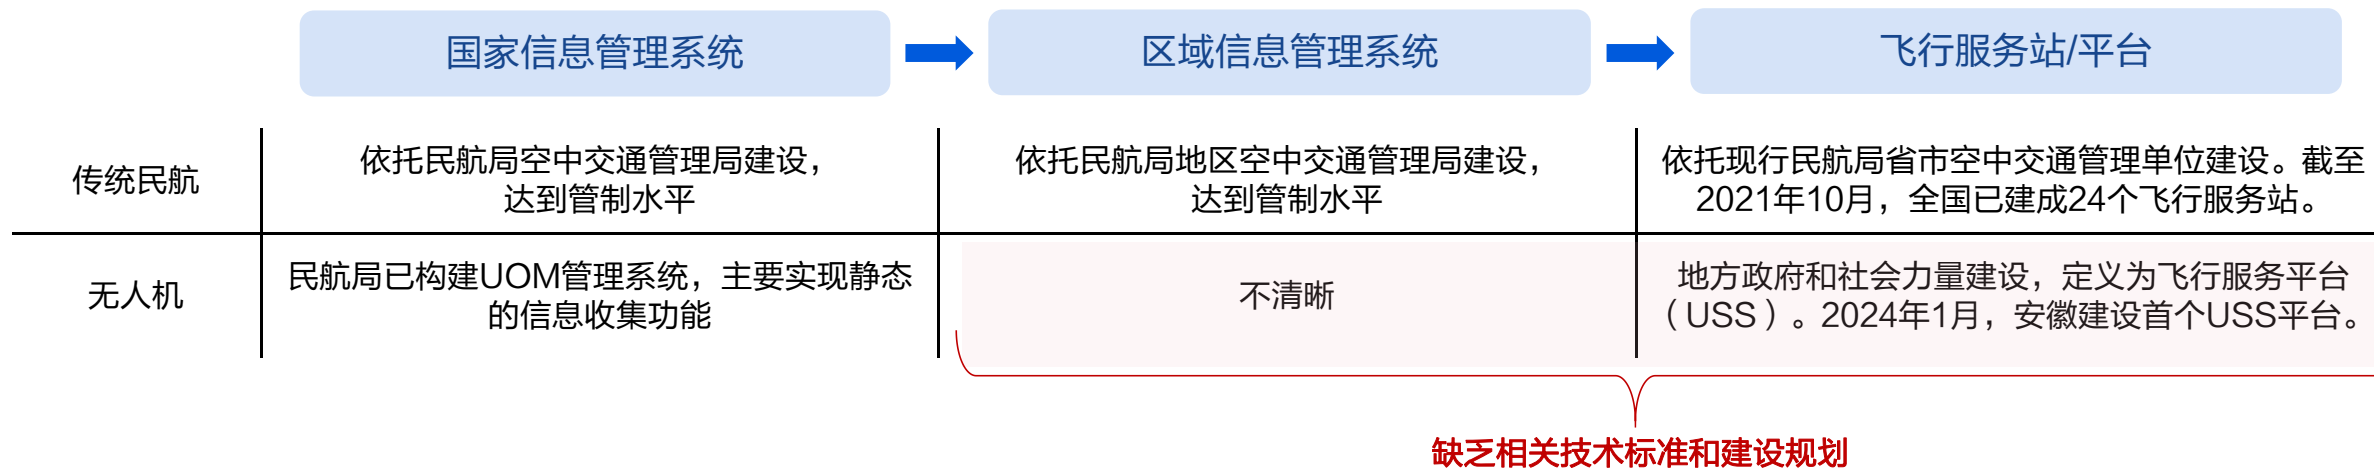 国家信息管理系统
区域信息管理系统
飞行服务站/平台
传统民航
依托民航局空中交通管理局建设，
达到管制水平
依托民航局地区空中交通管理局建设，
达到管制水平
依托现行民航局省市空中交通管理单位建设。截至
2021年10月，全国已建成24个飞行服务站。
无人机
民航局已构建UOM管理系统，主要实现静态
的信息收集功能
不清晰
地方政府和社会力量建设，定义为飞行服务平台
（USS）。2024年1月，安徽建设首个USS平台。
缺乏相关技术标准和建设规划